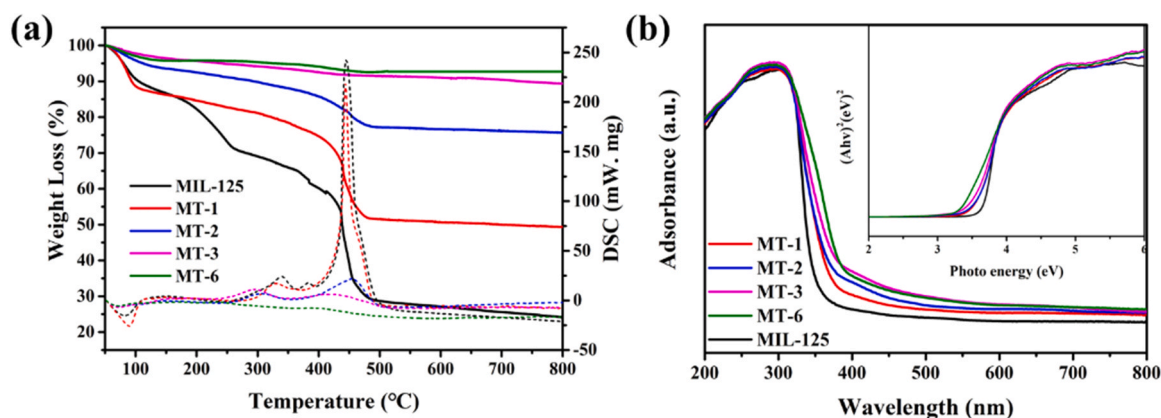 (a)
100
90
80
70
60
50
40
30
20
Weight Loss (%)
MIL-125
MT-1
MT-2
MT-3
MT-6
250
200
150
100
50
0
-50
DSC (mW. mg)
100 200 300 400 500 600 700 800
Temperature (℃)
(b)
Absorbance (a.u.)
MT-1
MT-2
MT-3
MT-6
MIL-125
(Ahv)²(eV)²
2 3 4 5 6
Photo energy (eV)
200 300 400 500 600 700 800
Wavelength (nm)